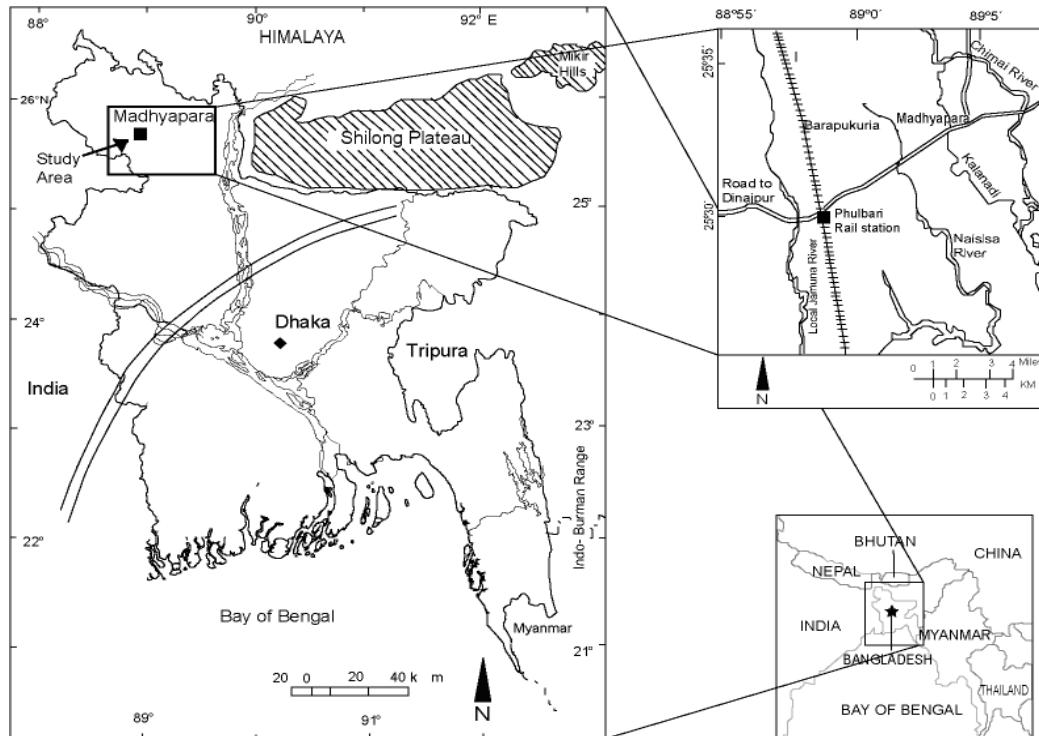 88°
90°
92° E
HIMALAYA
Mikir
Hills
26°N
Madhyapara
Shilong Plateau
Study
Area
25°
24°
Dhaka
Tripura
India
23°
Indo- Burman Range
22°
Bay of Bengal
Myanmar
21°
20 0 20 40 k m
N
89°
91°
88°55'
89°0'
89°5'
25°35'
Chirnai River
Barapukuria
Madhyapara
Kalanadi
Road to
Dinajpur
25°30'
Phulbari
Rail station
Naisisa
River
Local Jamuna River
N
0 1 2 3 4 Miles
KM
0 1 2 3 4
BHUTAN
NEPAL
CHINA
INDIA
MYANMAR
BANGLADESH
THAILAND
BAY OF BENGAL